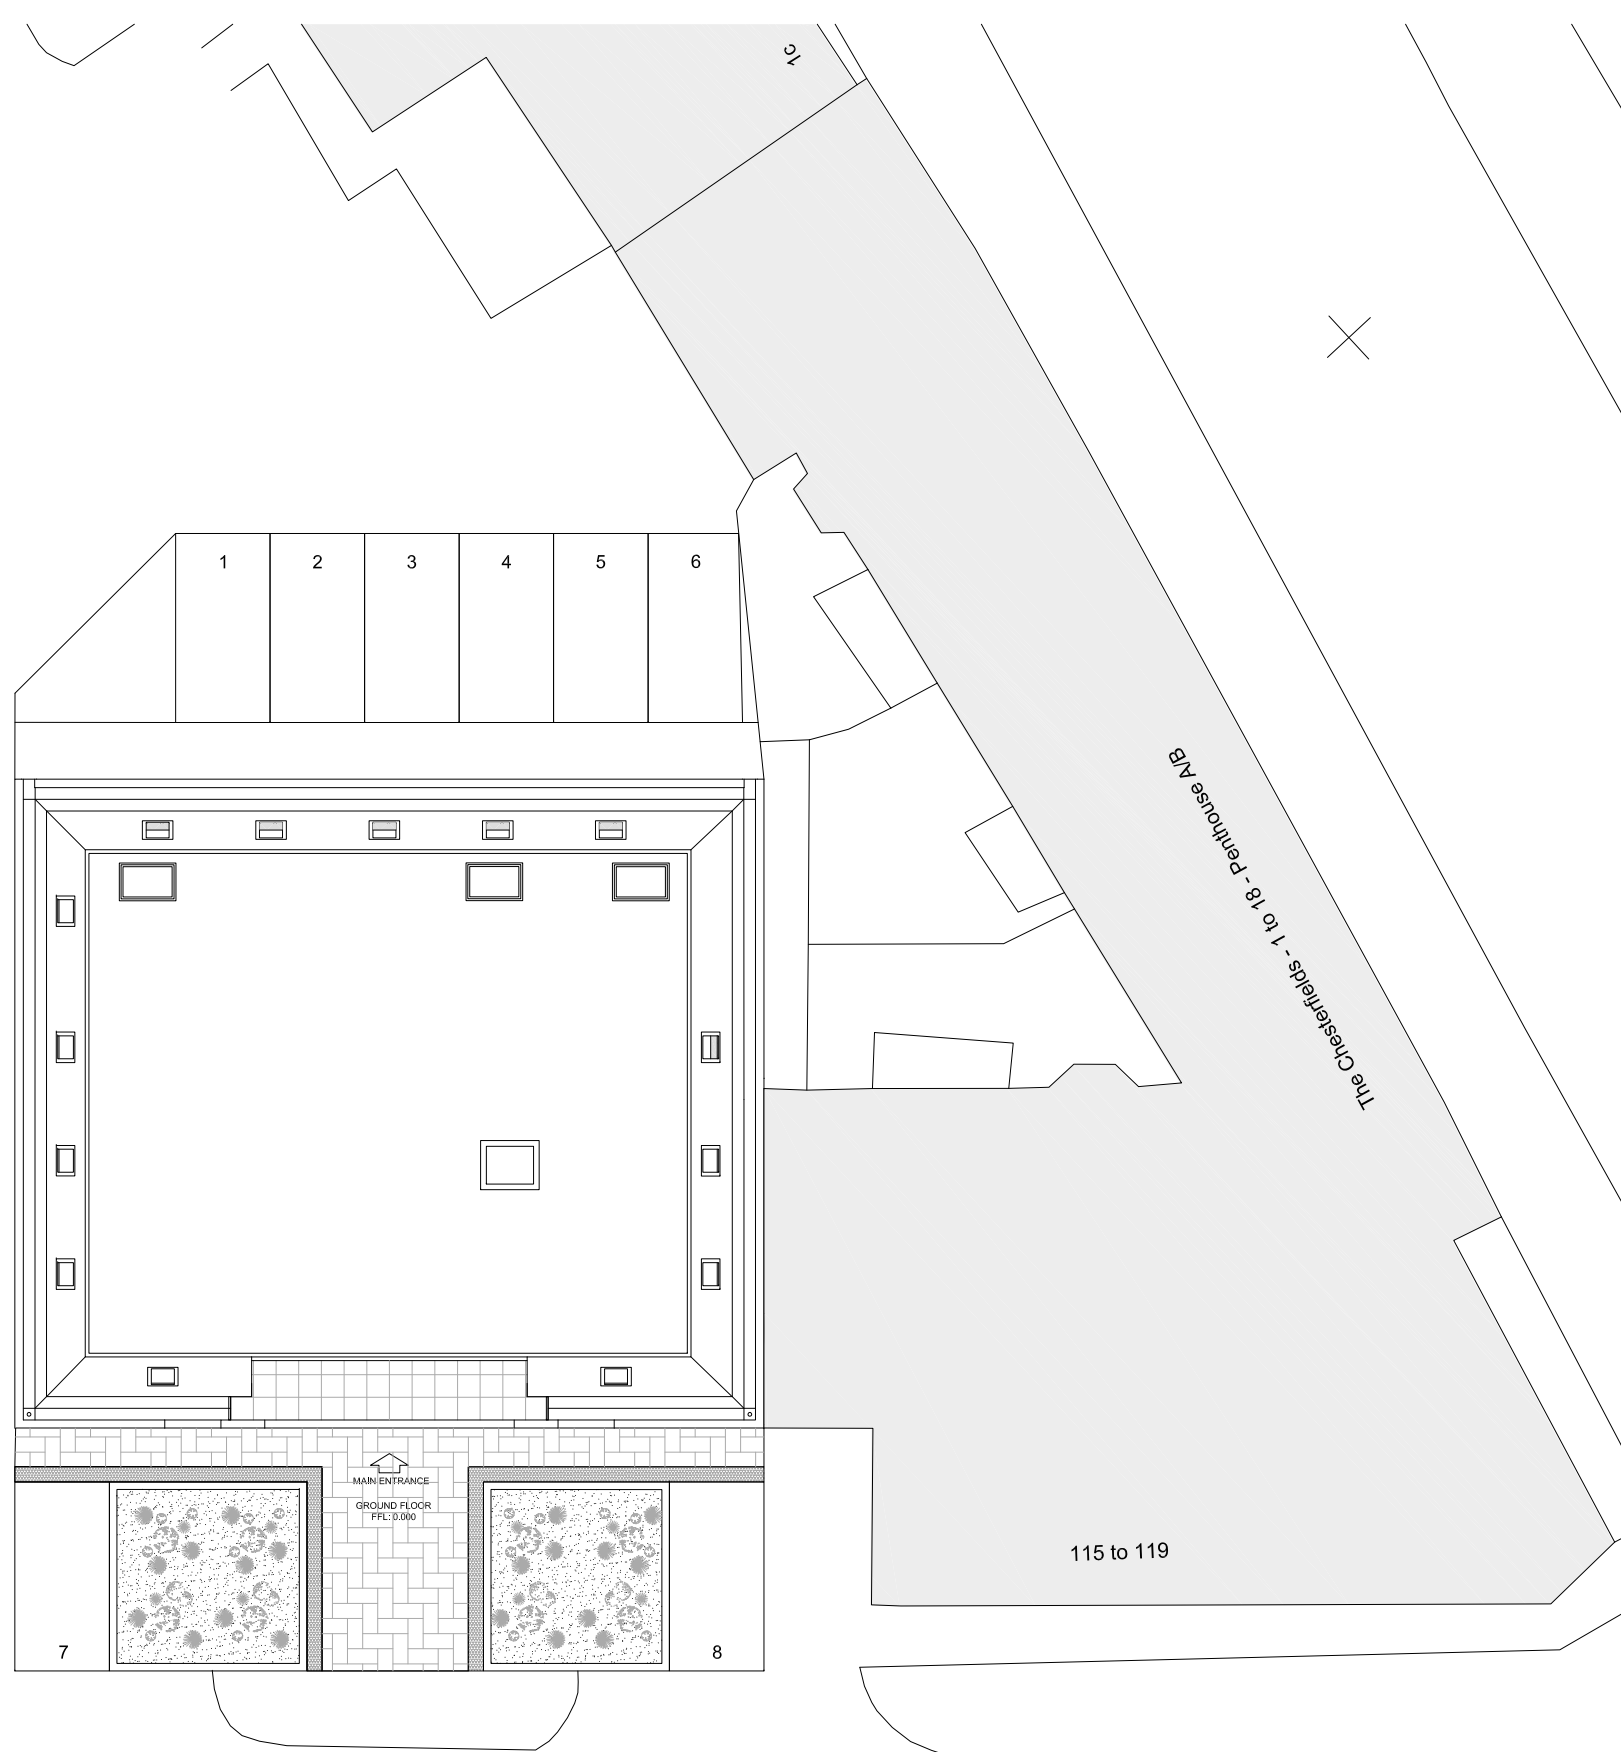 1c
1 2 3 4 5 6
The Chesterfields - 1 to 18 - Penthouse A/B
MAIN ENTRANCE
GROUND FLOOR
FFL: 0.000
115 to 119
7
8